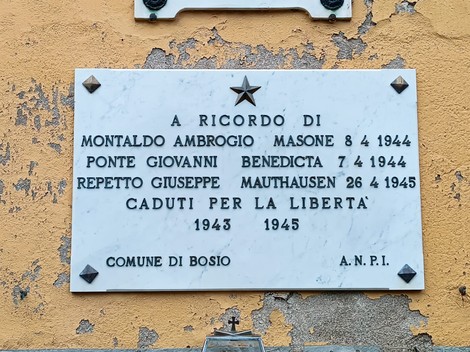 A RICORDO DI
MONTALDO AMBROGIO MASONE 8 4 1944
PONTE GIOVANNI BENEDICTA 7 4 1944
REPETTO GIUSEPPE MAUTHAUSEN 26 4 1945
CADUTI PER LA LIBERTA'
1943 1945
COMUNE DI BOSIO A.N.P.I.